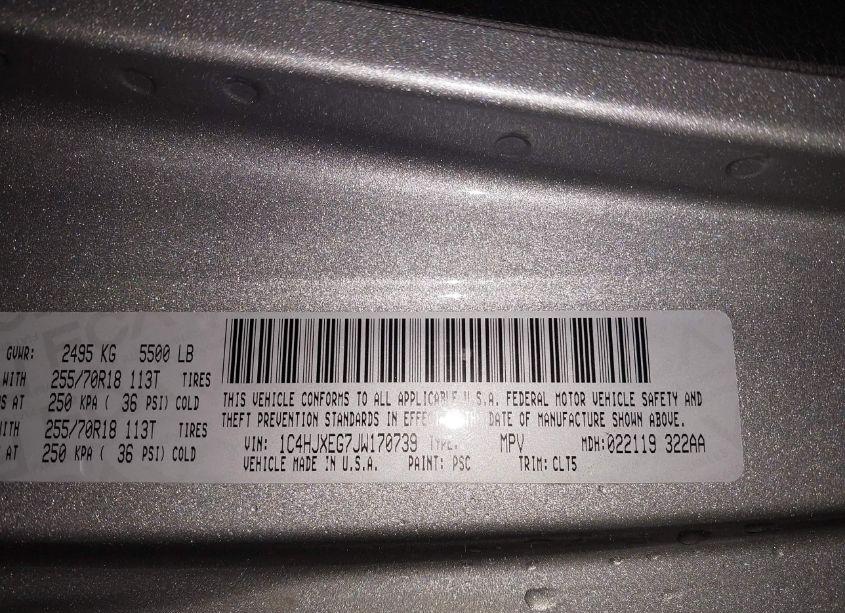 GVWR: 2495 KG 5500 LB
WITH 255/70R18 113T TIRES
AT 250 KPA ( 36 PSI) COLD
WITH 255/70R18 113T TIRES
AT 250 KPA ( 36 PSI) COLD
THIS VEHICLE CONFORMS TO ALL APPLICABLE U.S.A. FEDERAL MOTOR VEHICLE SAFETY AND
THEFT PREVENTION STANDARDS IN EFFECT DATE OF MANUFACTURE SHOWN ABOVE.
VIN: 1C4HJXEG7JW170739 TYPE: MPV MDH:022119 322AA
VEHICLE MADE IN U.S.A. PAINT: PSC TRIM: CLT5